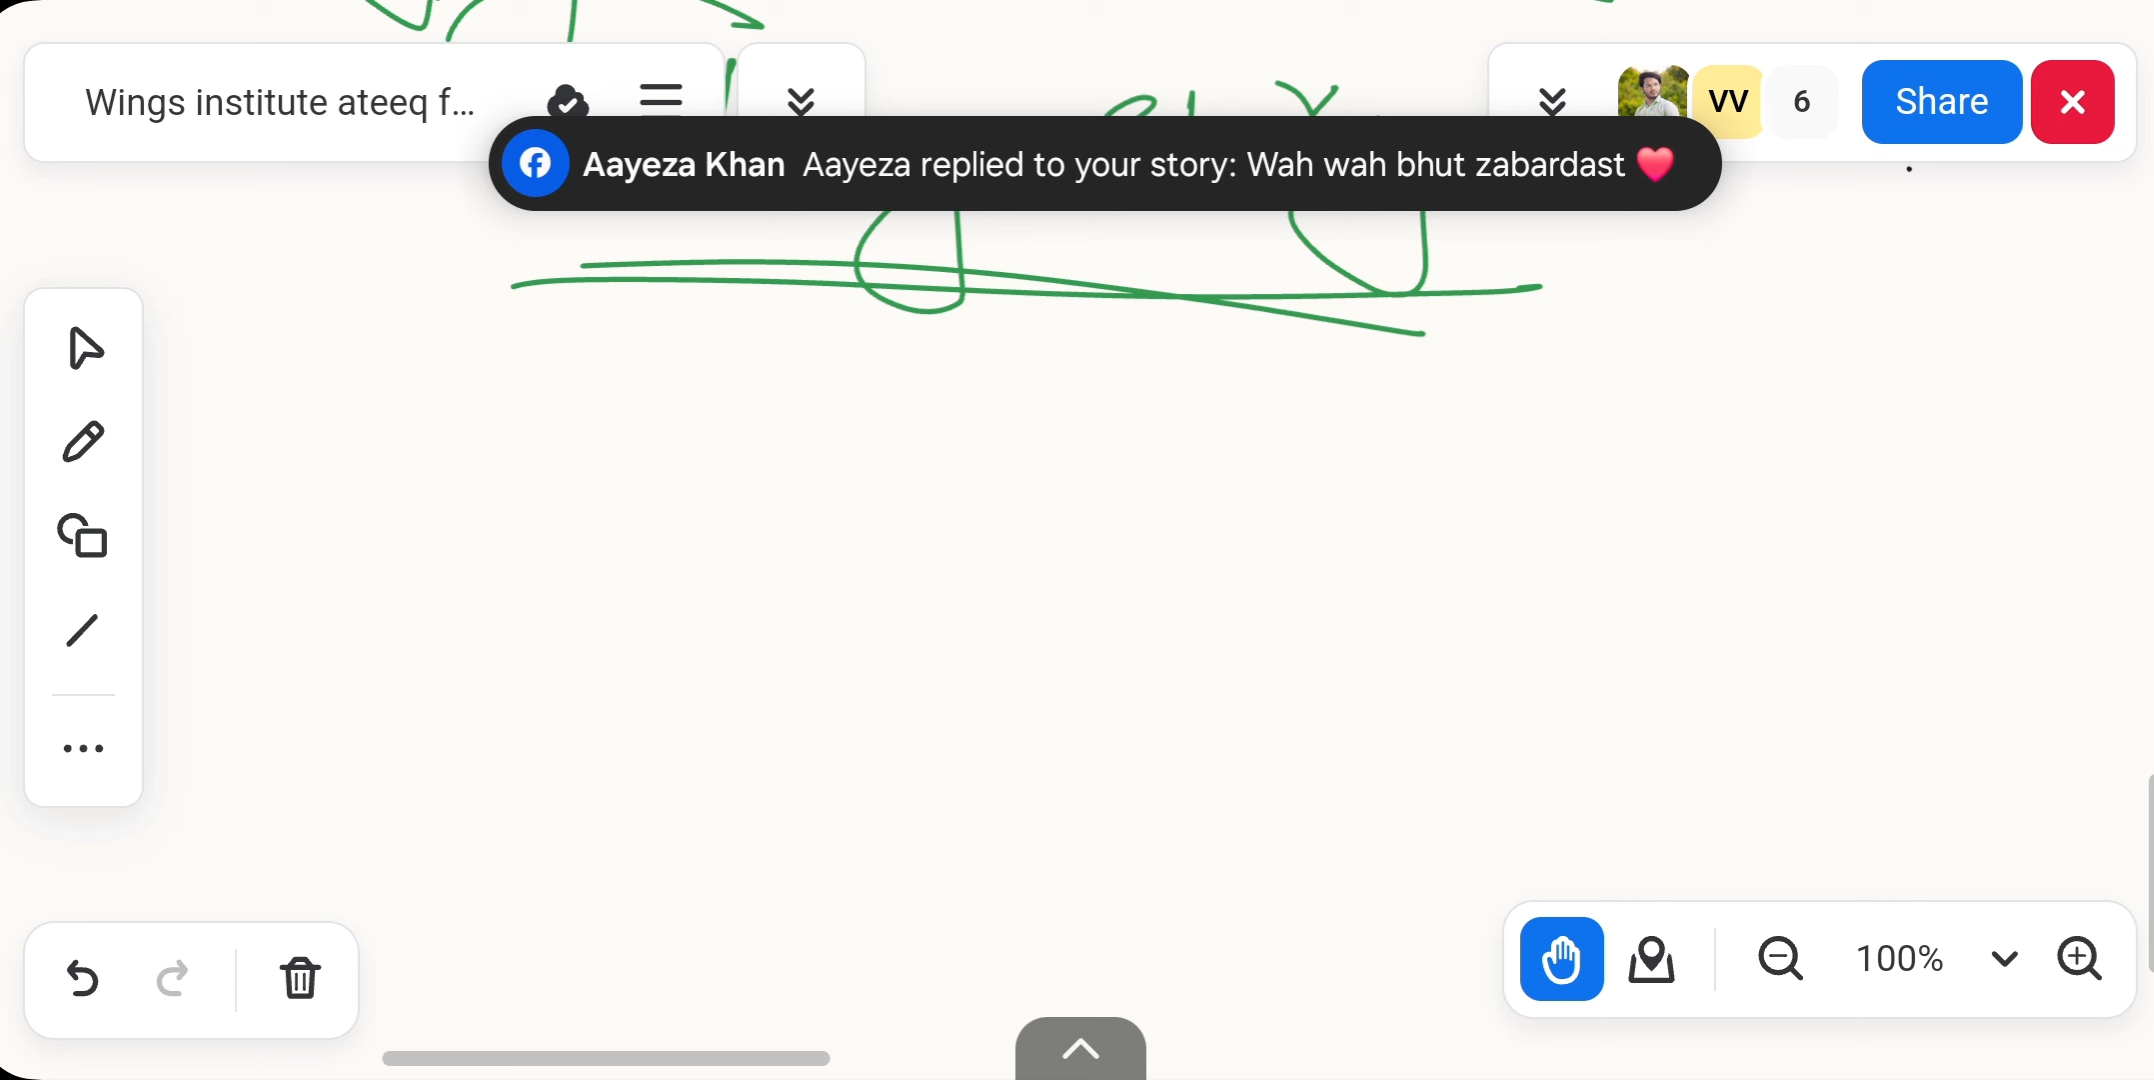 Wings institute ateeq f...
VV
6
Share
Aayeza Khan Aayeza replied to your story: Wah wah bhut zabardast ❤️
100%